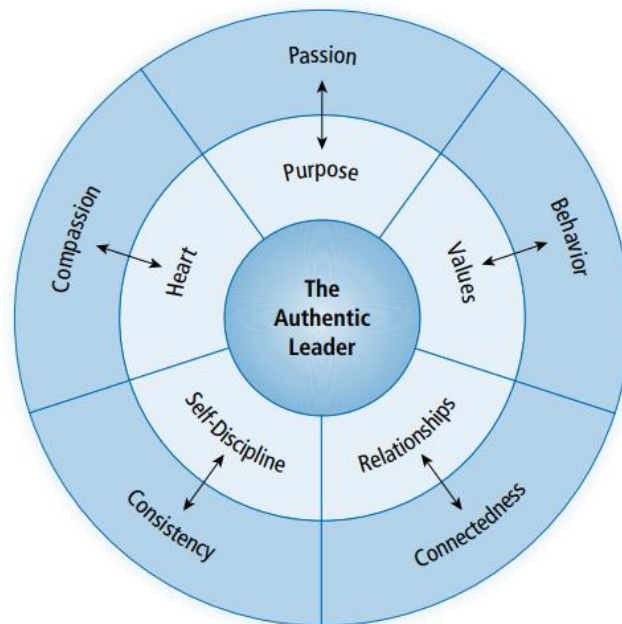 Passion
Purpose
Compassion
Heart
Behavior
Values
The
Authentic
Leader
Self-Discipline
Relationships
Consistency
Connectedness